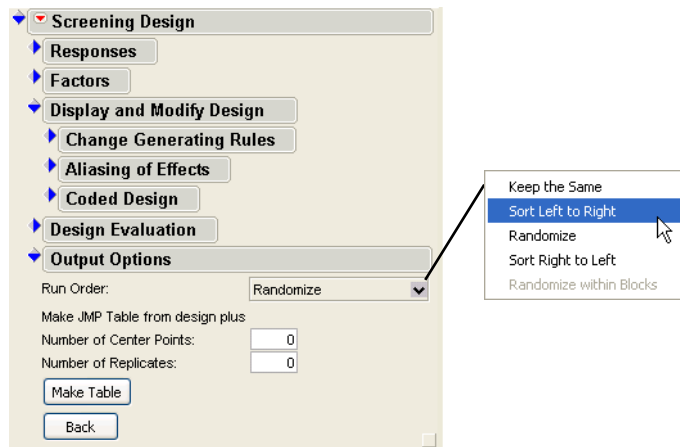 Screening Design
Responses
Factors
Display and Modify Design
Change Generating Rules
Aliasing of Effects
Coded Design
Design Evaluation
Output Options
Run Order: Randomize
Make JMP Table from design plus
Number of Center Points: 0
Number of Replicates: 0
Make Table
Back
Keep the Same
Sort Left to Right
Randomize
Sort Right to Left
Randomize within Blocks